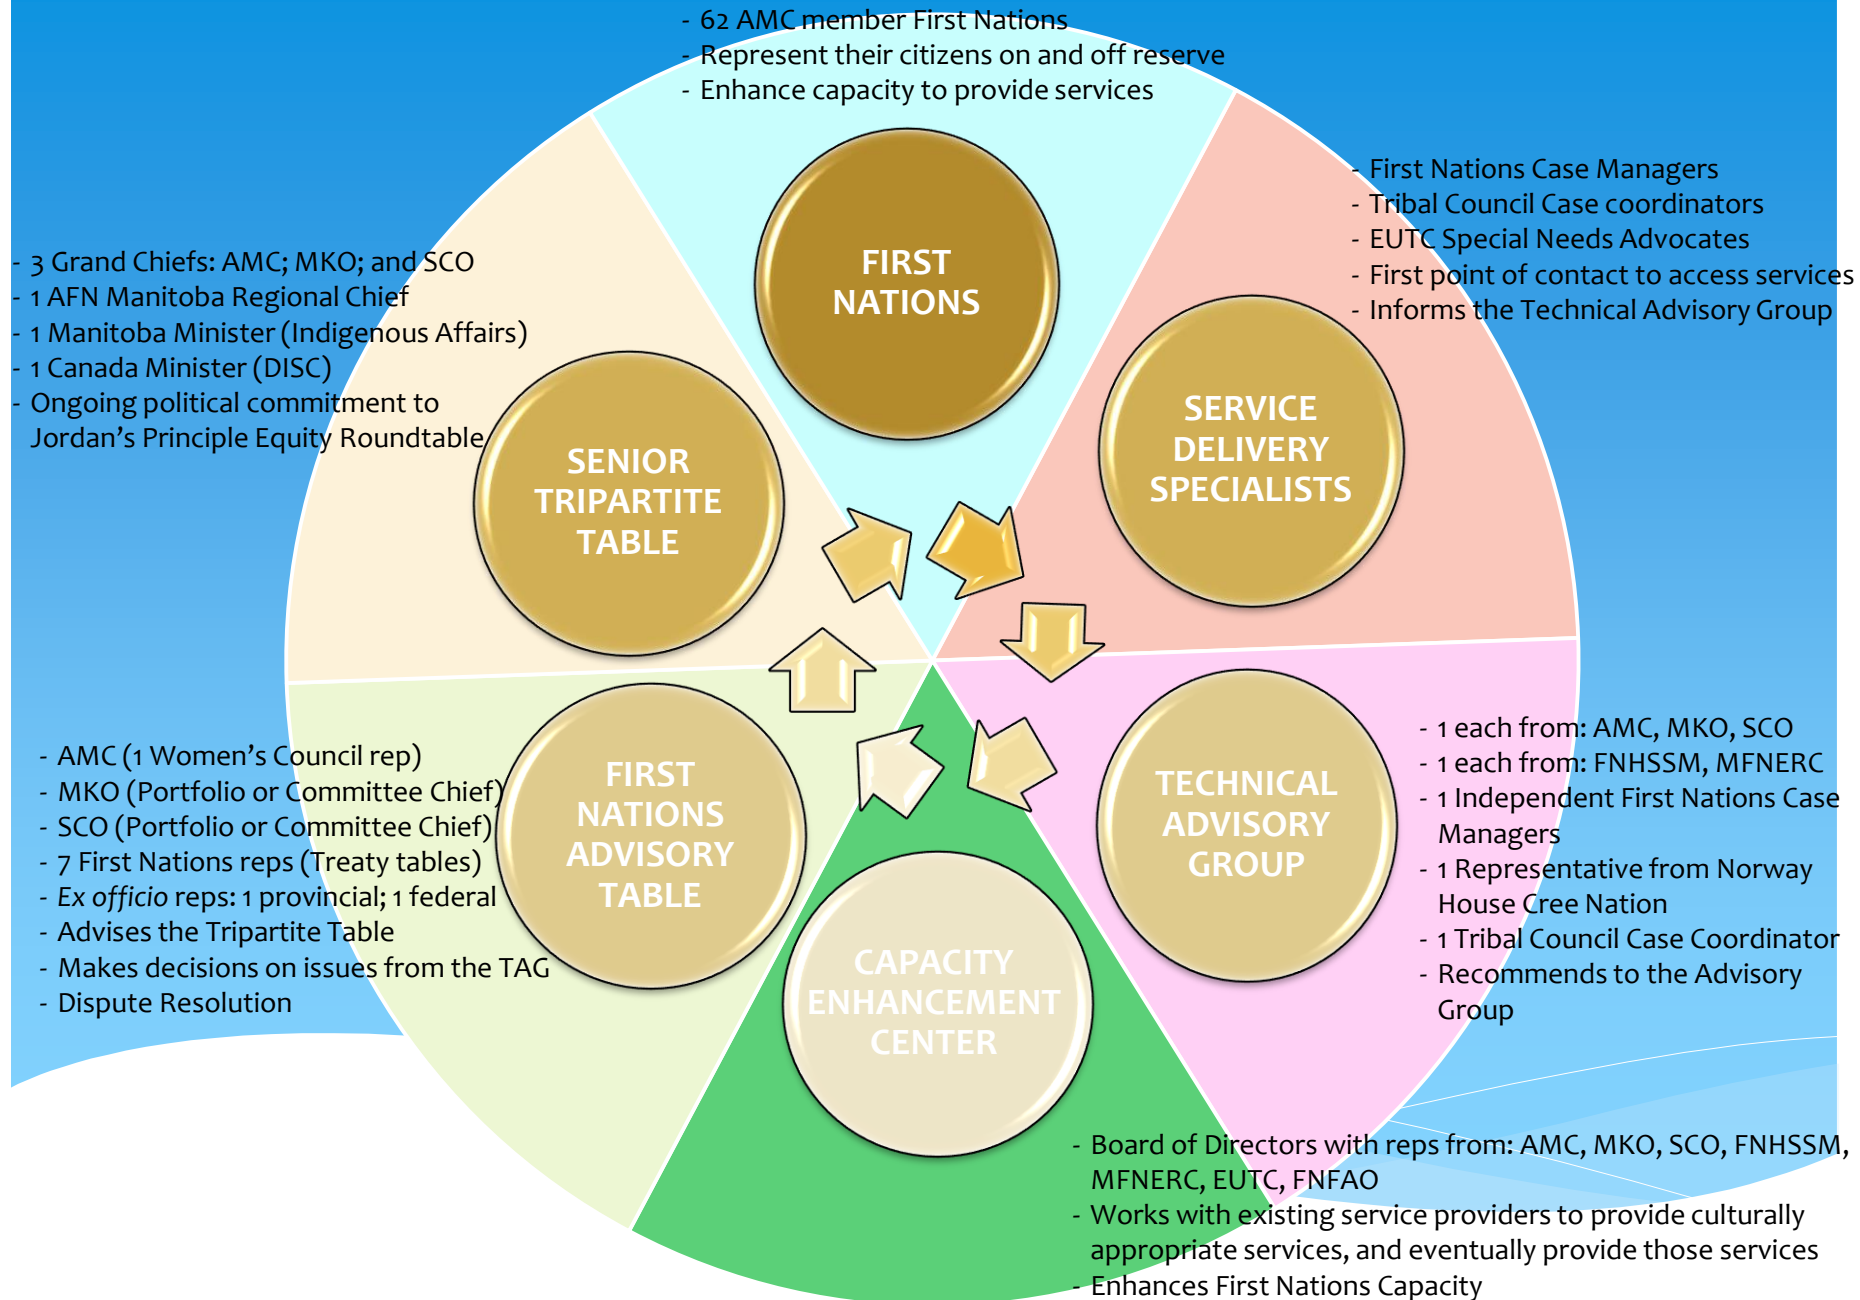 - 62 AMC member First Nations
- Represent their citizens on and off reserve
- Enhance capacity to provide services
FIRST
NATIONS
- First Nations Case Managers
- Tribal Council Case coordinators
- EUTC Special Needs Advocates
- First point of contact to access services
- Informs the Technical Advisory Group
SERVICE
DELIVERY
SPECIALISTS
- 1 each from: AMC, MKO, SCO
- 1 each from: FNHSSM, MFNERC
- 1 Independent First Nations Case
Managers
- 1 Representative from Norway
House Cree Nation
- 1 Tribal Council Case Coordinator
- Recommends to the Advisory
Group
TECHNICAL
ADVISORY
GROUP
CAPACITY
ENHANCEMENT
CENTER
- Board of Directors with reps from: AMC, MKO, SCO, FNHSSM,
MFNERC, EUTC, FNFAO
- Works with existing service providers to provide culturally
appropriate services, and eventually provide those services
- Enhances First Nations Capacity
- AMC (1 Women's Council rep)
- MKO (Portfolio or Committee Chief)
- SCO (Portfolio or Committee Chief)
- 7 First Nations reps (Treaty tables)
- Ex officio reps: 1 provincial; 1 federal
- Advises the Tripartite Table
- Makes decisions on issues from the TAG
- Dispute Resolution
FIRST
NATIONS
ADVISORY
TABLE
- 3 Grand Chiefs: AMC; MKO; and SCO
- 1 AFN Manitoba Regional Chief
- 1 Manitoba Minister (Indigenous Affairs)
- 1 Canada Minister (DISC)
- Ongoing political commitment to
Jordan's Principle Equity Roundtable
SENIOR
TRIPARTITE
TABLE